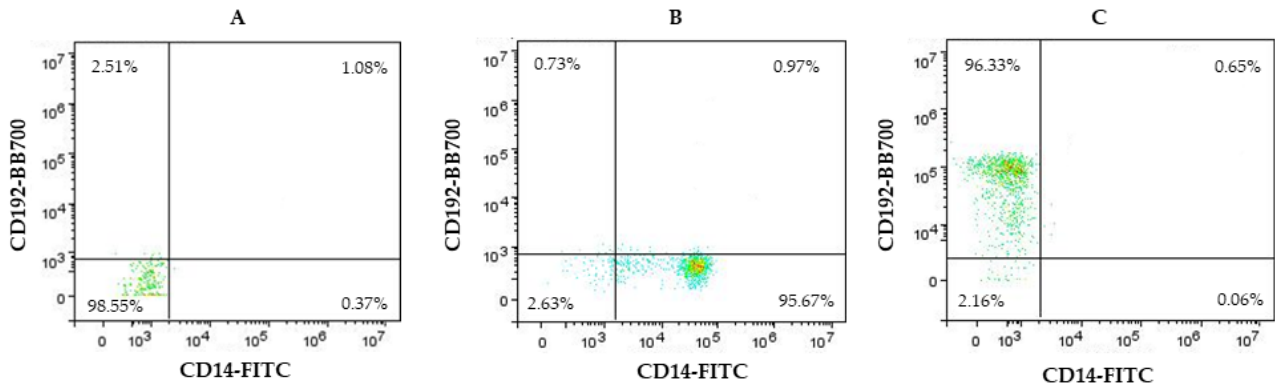 A
2.51% 1.08%
10⁷
10⁶
10⁵
10⁴
10³
0
98.55% 0.37%
0 10³ 10⁴ 10⁵ 10⁶ 10⁷
CD192-BB700
CD14-FITC
B
0.73% 0.97%
10⁷
10⁶
10⁵
10⁴
10³
0
2.63% 95.67%
0 10³ 10⁴ 10⁵ 10⁶ 10⁷
CD192-BB700
CD14-FITC
C
96.33% 0.65%
10⁷
10⁶
10⁵
10⁴
0
2.16% 0.06%
0 10³ 10⁴ 10⁵ 10⁶ 10⁷
CD192-BB700
CD14-FITC